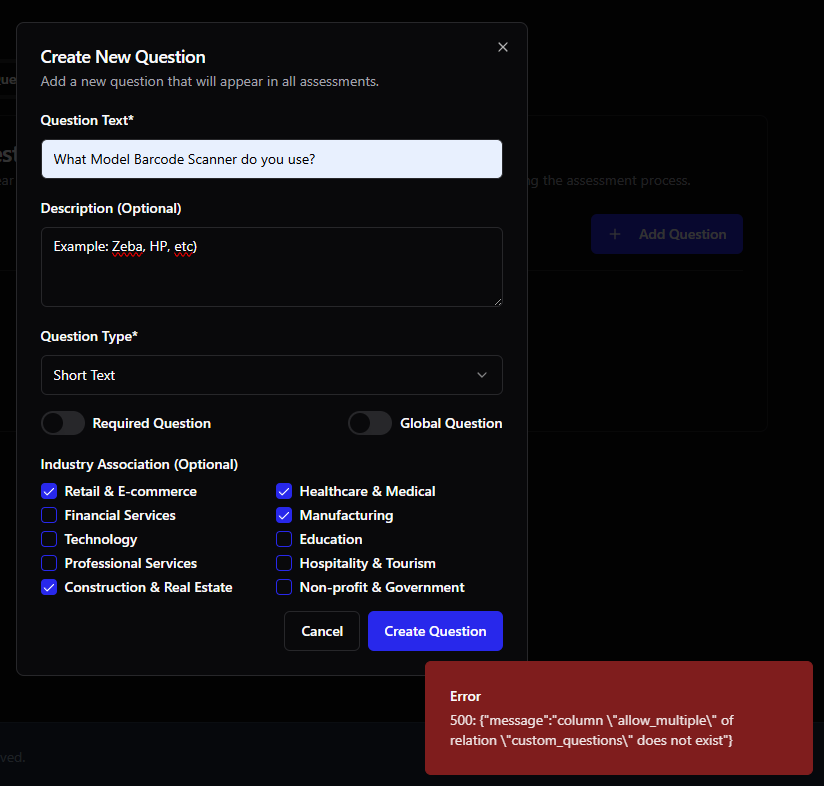 Create New Question
Add a new question that will appear in all assessments.
Question Text*
What Model Barcode Scanner do you use?
ng the assessment process.
Description (Optional)
Add Question
Example: Zeba, HP, etc)
Question Type*
Short Text
Required Question
Global Question
Industry Association (Optional)
Retail & E-commerce
Healthcare & Medical
Financial Services
Manufacturing
Technology
Education
Professional Services
Hospitality & Tourism
Construction & Real Estate
Non-profit & Government
Cancel
Create Question
Error
500: {"message":"column \"allow_multiple\" of
relation \"custom_questions\" does not exist"}
ved.